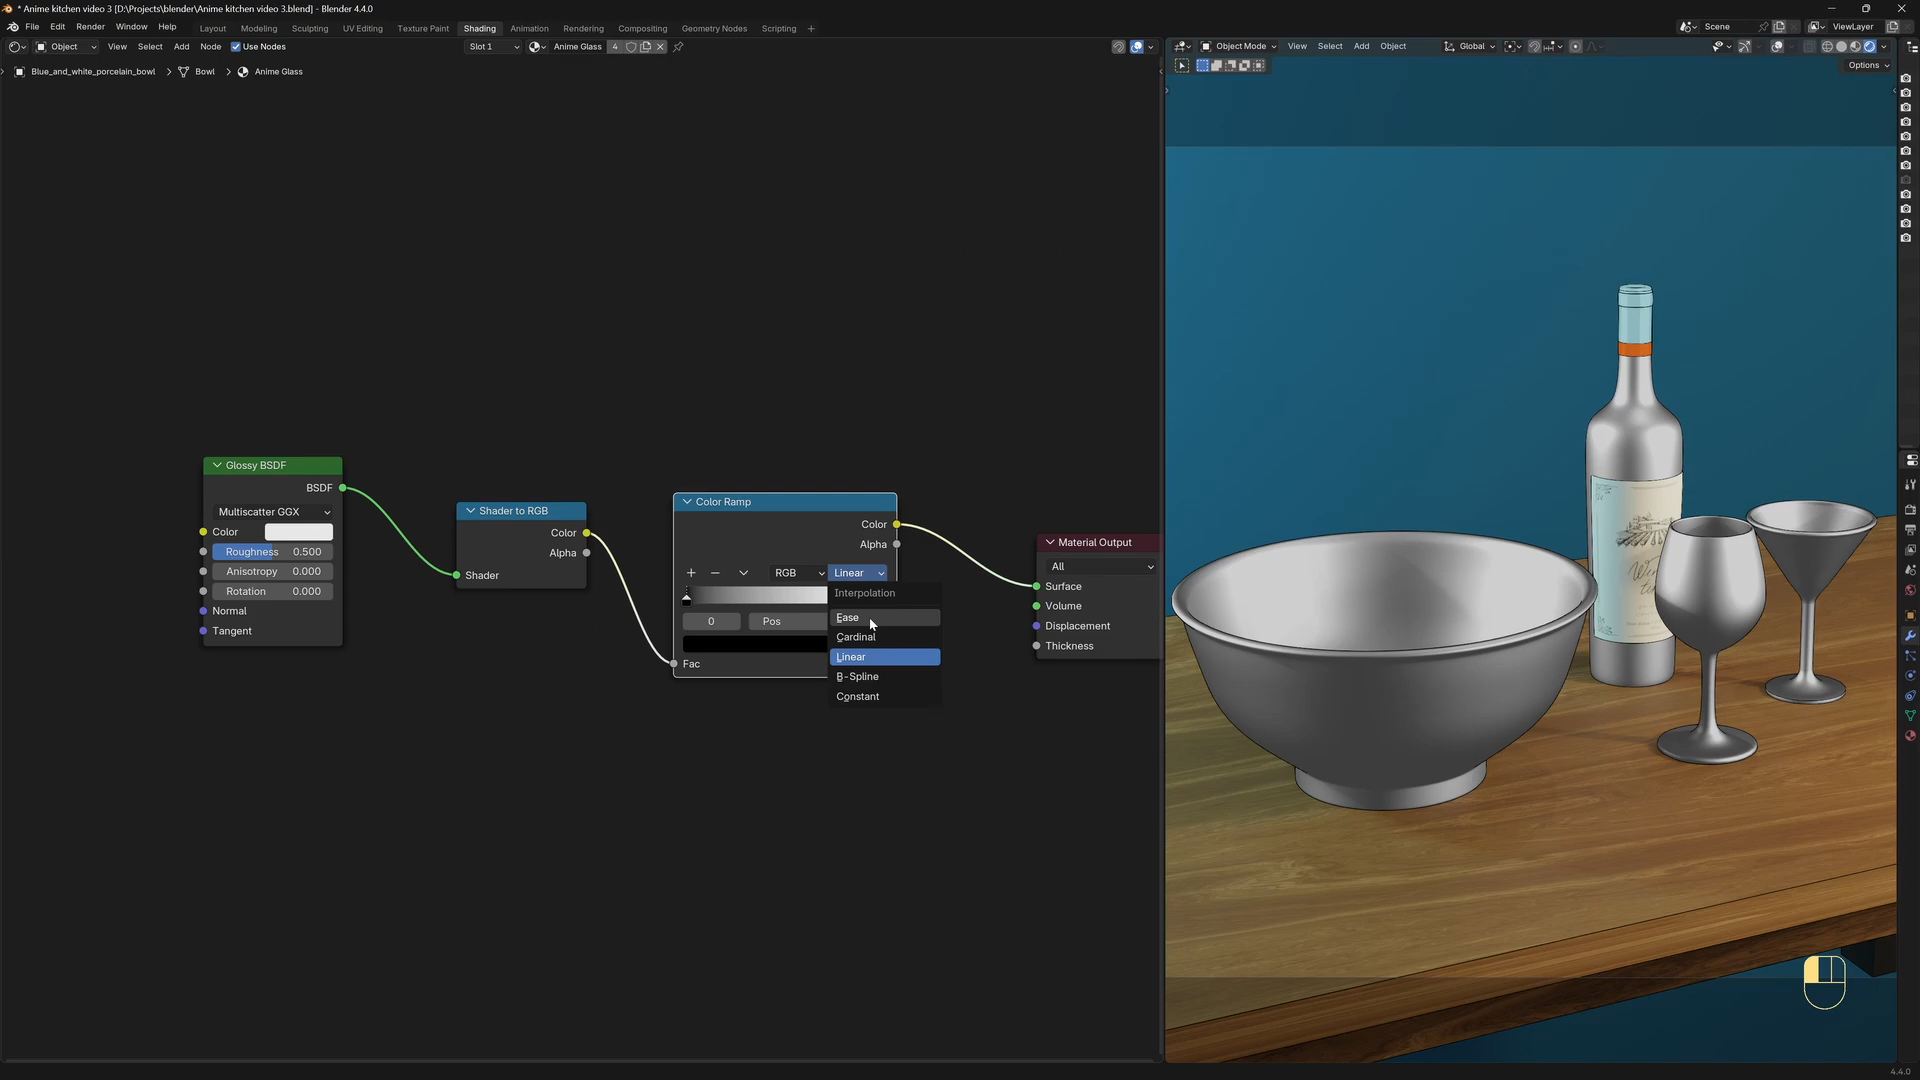 * Anime kitchen video 3 [D:\Projects\blender\Anime kitchen video 3.blend] - Blender 4.4.0
File Edit Render Window Help Layout Modeling Sculpting UV Editing Texture Paint Shading Animation Rendering Compositing Geometry Nodes Scripting + Scene ViewLayer
Object View Select Add Node Use Nodes Slot 1 Anime Glass 4
Object Mode View Select Add Object Global
Options
Blue_and_white_porcelain_bowl > Bowl > Anime Glass
Glossy BSDF
BSDF
Multiscatter GGX
Color
Roughness 0.500
Anisotropy 0.000
Rotation 0.000
Normal
Tangent
Shader to RGB
Color
Alpha
Shader
Color Ramp
Color
Alpha
RGB Linear
0 Pos
Fac
Interpolation
Ease
Cardinal
Linear
B-Spline
Constant
Material Output
All
Surface
Volume
Displacement
Thickness
4.4.0